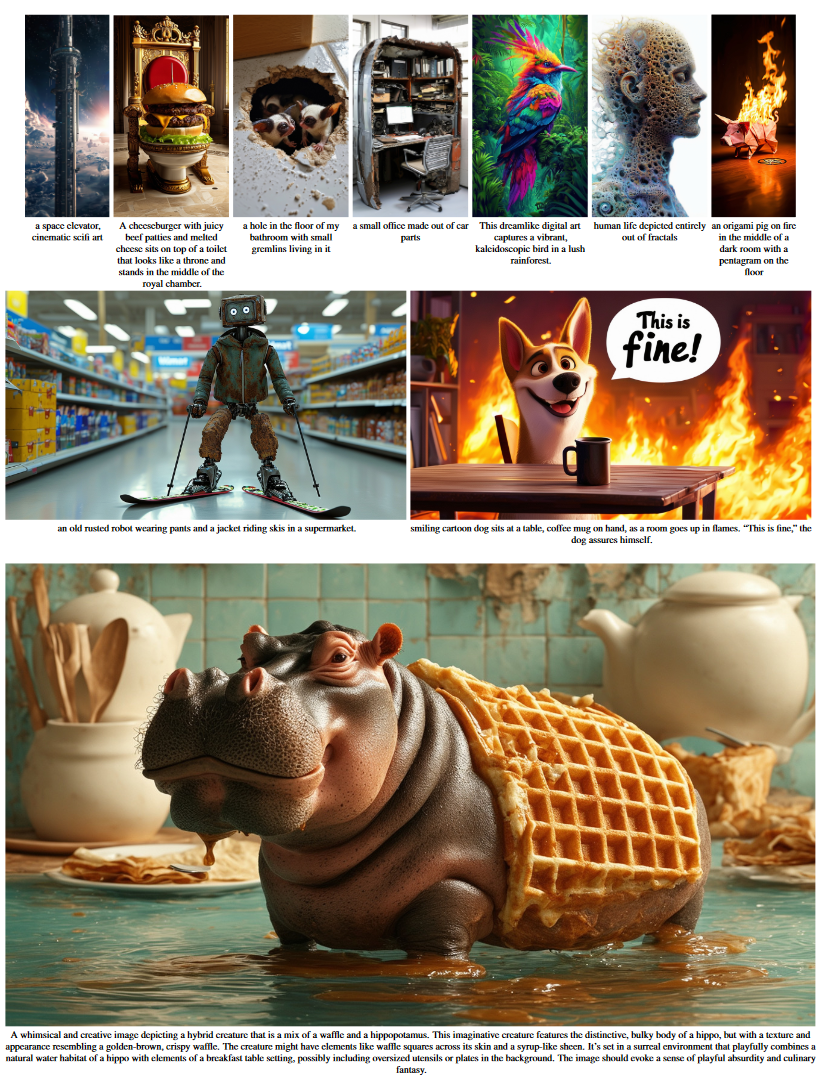 a space elevator,
cinematic scifi art
A cheeseburger with juicy
beef patties and melted
cheese sits on top of a toilet
that looks like a throne and
stands in the middle of the
royal chamber.
a hole in the floor of my
bathroom with small
gremlins living in it
a small office made out of car
parts
This dreamlike digital art
captures a vibrant,
kaleidoscopic bird in a lush
rainforest.
human life depicted entirely
out of fractals
an origami pig on fire
in the middle of a
dark room with a
pentagram on the
floor
This is
fine!
an old rusted robot wearing pants and a jacket riding skis in a supermarket.
smiling cartoon dog sits at a table, coffee mug on hand, as a room goes up in flames. “This is fine,” the
dog assures himself.
A whimsical and creative image depicting a hybrid creature that is a mix of a waffle and a hippopotamus. This imaginative creature features the distinctive, bulky body of a hippo, but with a texture and
appearance resembling a golden-brown, crispy waffle. The creature might have elements like waffle squares across its skin and a syrup-like sheen. It’s set in a surreal environment that playfully combines a
natural water habitat of a hippo with elements of a breakfast table setting, possibly including oversized utensils or plates in the background. The image should evoke a sense of playful absurdity and culinary
fantasy.